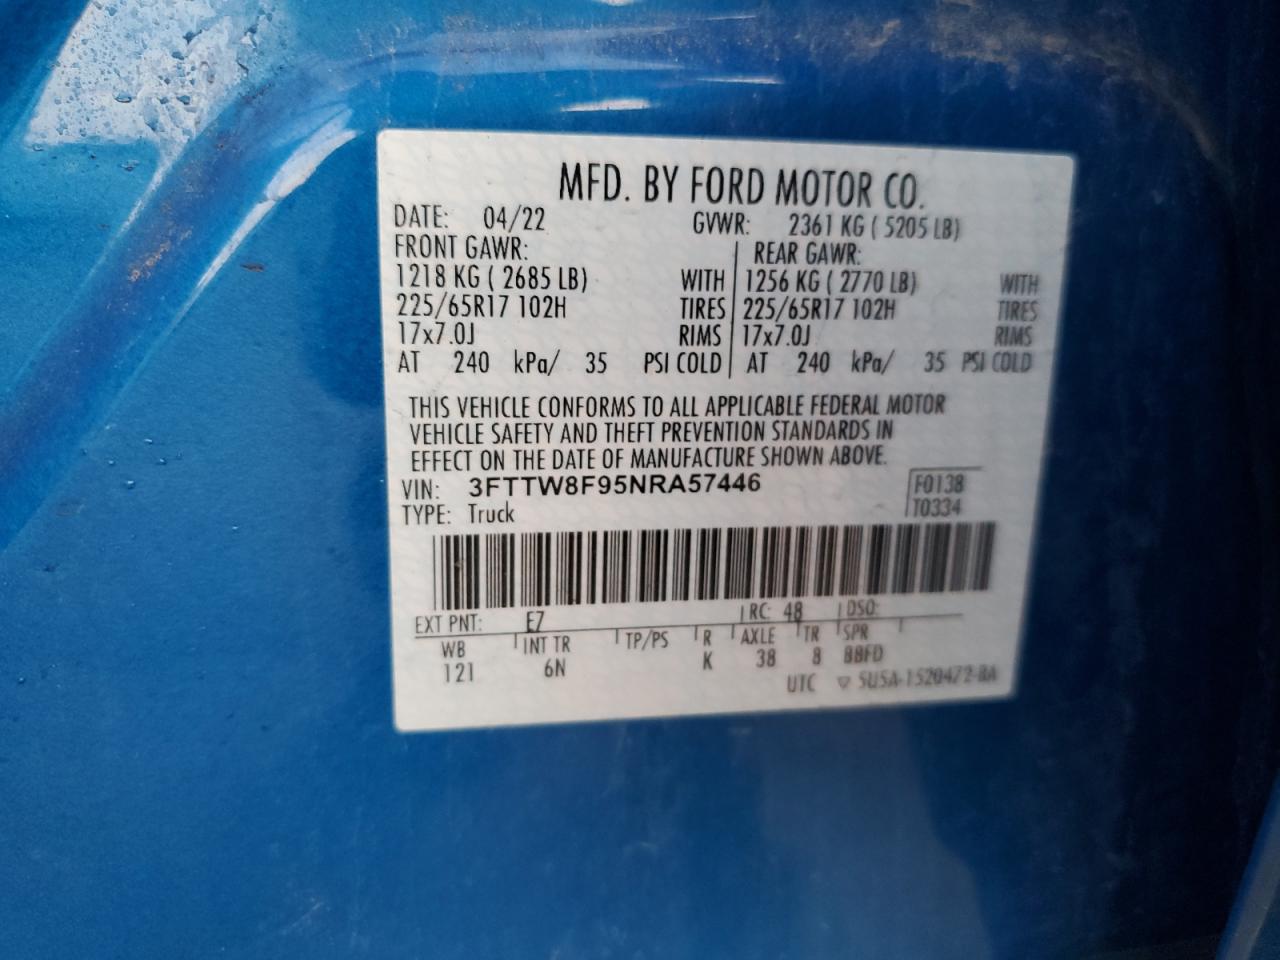 MFD. BY FORD MOTOR CO.
DATE: 04/22 GVWR: 2361 KG ( 5205 LB)
FRONT GAWR: REAR GAWR:
1218 KG ( 2685 LB) WITH 1256 KG ( 2770 LB) WITH
225/65R17 102H TIRES 225/65R17 102H TIRES
17x7.0J RIMS 17x7.0J RIMS
AT 240 kPa/ 35 PSI COLD AT 240 kPa/ 35 PSI COLD
THIS VEHICLE CONFORMS TO ALL APPLICABLE FEDERAL MOTOR
VEHICLE SAFETY AND THEFT PREVENTION STANDARDS IN
EFFECT ON THE DATE OF MANUFACTURE SHOWN ABOVE.
VIN: 3FTTW8F95NRA57446 F0138
TYPE: Truck T0334
EXT PNT: E7 RC: 48 DSO:
WB INT TR TP/PS R AXLE TR SPR
121 6N K 38 8 BBFD
UTC ▽ 5U5A-1520472-BA